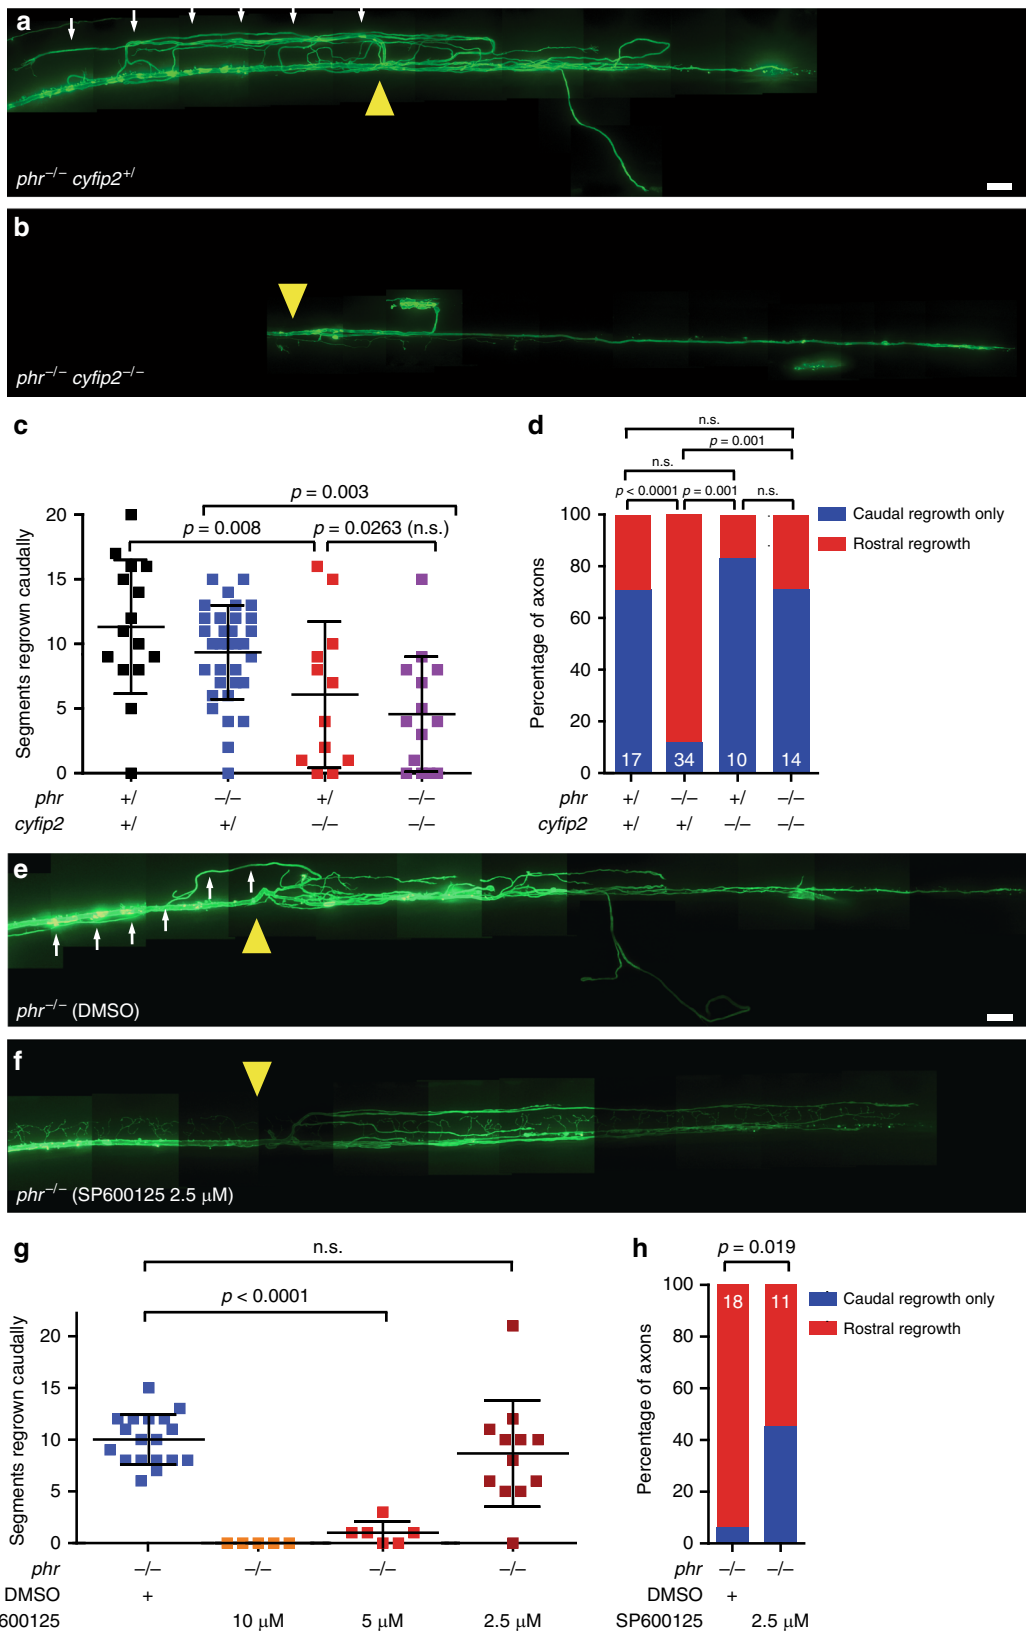 a
phr−/− cyfip2+/
b
phr−/− cyfip2−/−
c
p = 0.003
p = 0.008
p = 0.0263 (n.s.)
Segments regrown caudally
20
15
10
5
0
phr +/ −/− +/ −/−
cyfip2 +/ +/ −/− −/−
d
n.s.
p = 0.001
n.s.
p < 0.0001 p = 0.001 n.s.
Percentage of axons
100
80
60
40
20
0
17 34 10 14
Caudal regrowth only
Rostral regrowth
phr +/ −/− +/ −/−
cyfip2 +/ +/ −/− −/−
e
phr−/− (DMSO)
f
phr−/− (SP600125 2.5 μM)
g
n.s.
p < 0.0001
Segments regrown caudally
20
15
10
5
0
phr −/− −/− −/− −/−
DMSO +
600125 10 μM 5 μM 2.5 μM
h
p = 0.019
Percentage of axons
100
80
60
40
20
0
18 11
Caudal regrowth only
Rostral regrowth
phr −/− −/−
DMSO +
SP600125 2.5 μM